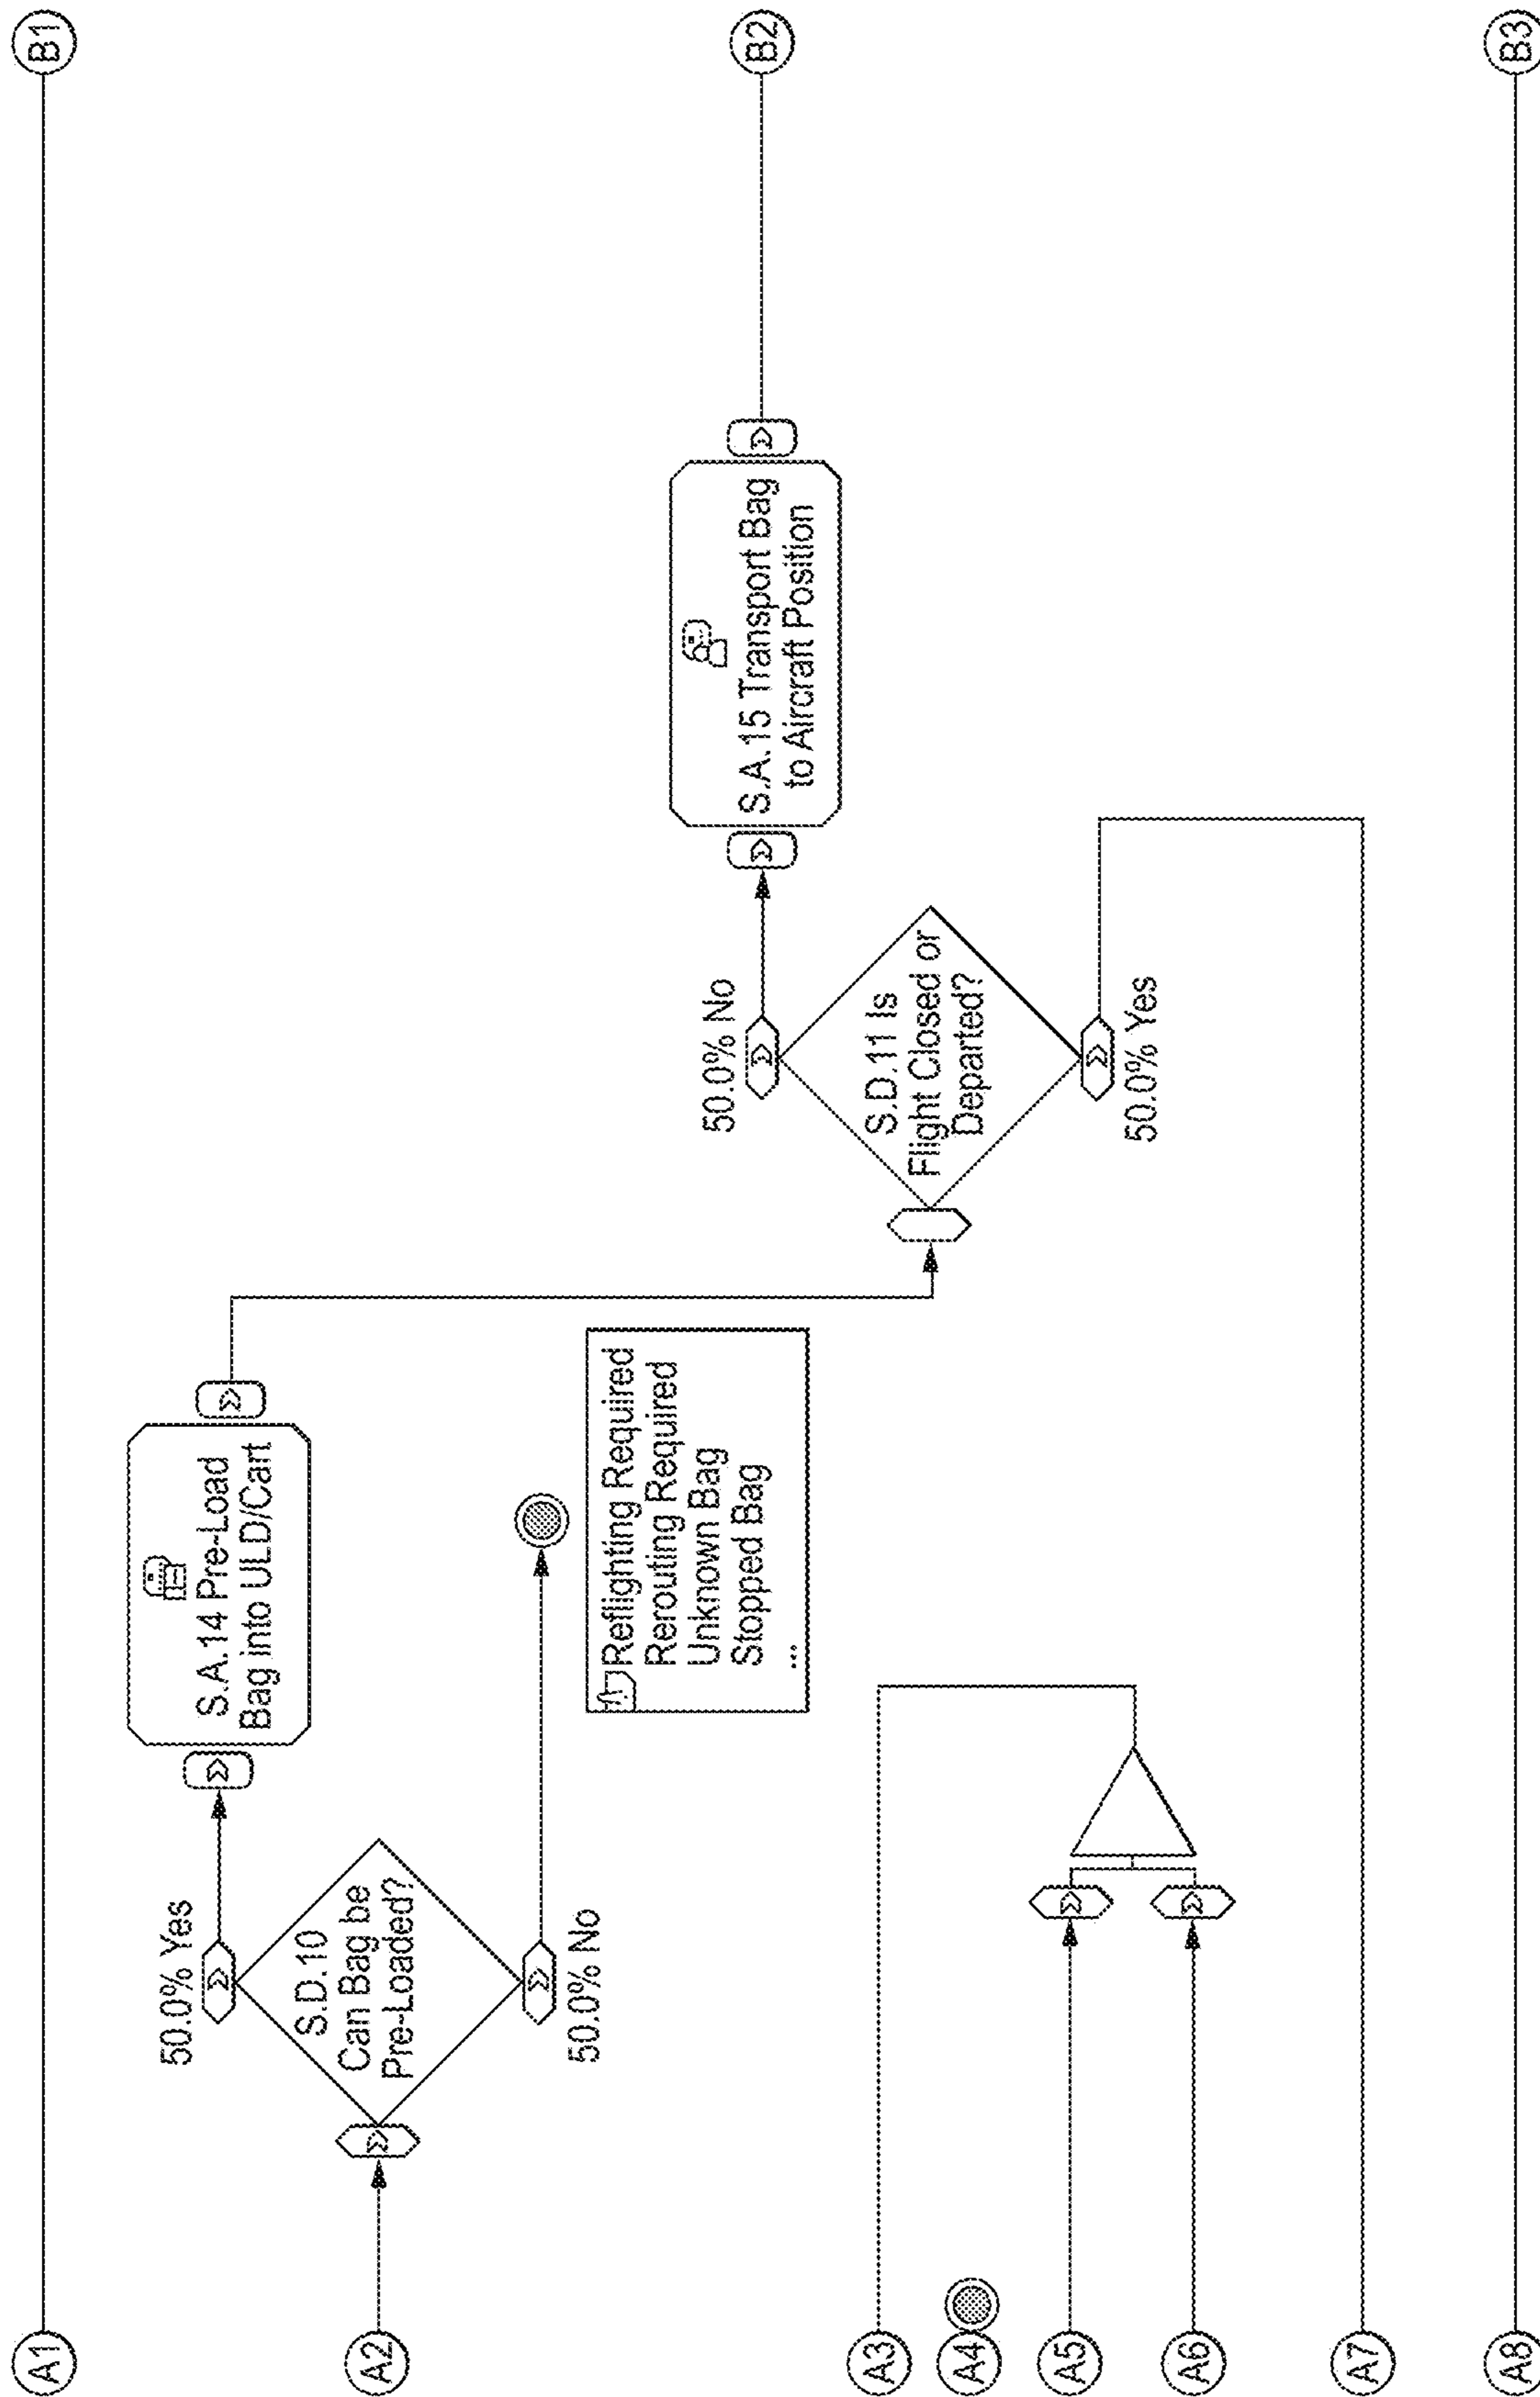 A1
B1
50.0% Yes
S.A.14 Pre-Load
Bag into ULD/Cart
A2
S.D.10
Can Bag be
Pre-Loaded?
50.0% No
Reflighting Required
Rerouting Required
Unknown Bag
Stopped Bag
...
50.0% No
S.A.15 Transport Bag
to Aircraft Position
B2
S.D.11 Is
Flight Closed or
Departed?
50.0% Yes
A3
A4
A5
A6
A7
A8
B3